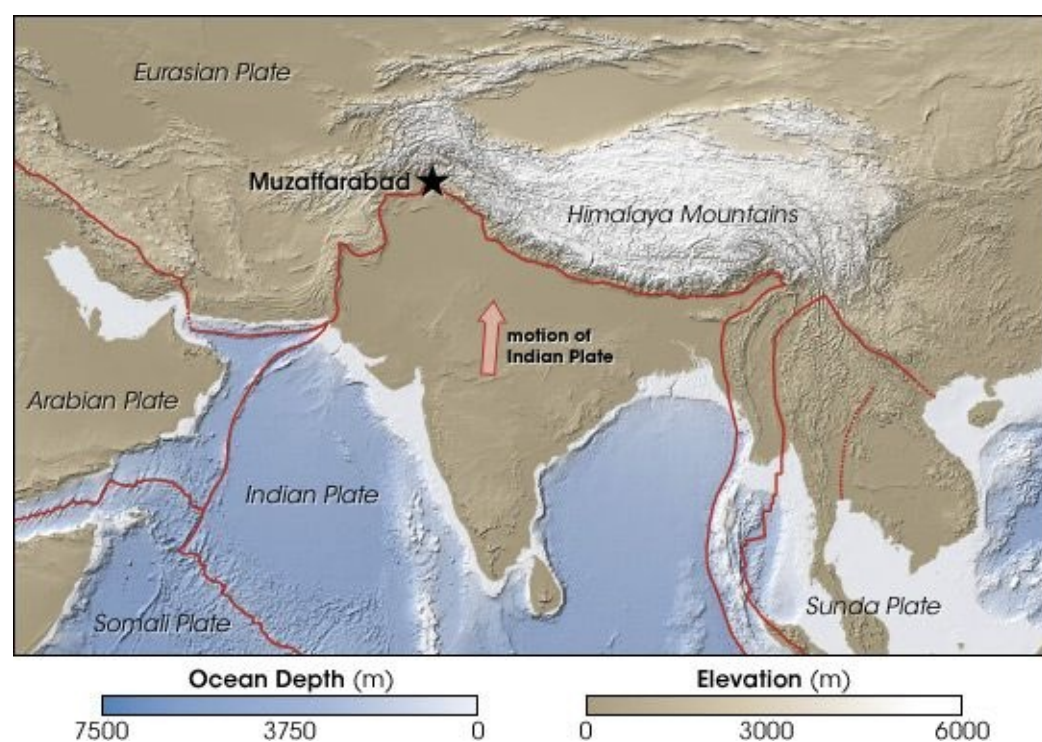 Eurasian Plate
Muzaffarabad
Himalaya Mountains
motion of
Indian Plate
Arabian Plate
Indian Plate
Somali Plate
Sunda Plate
Ocean Depth (m)
7500 3750 0
Elevation (m)
0 3000 6000